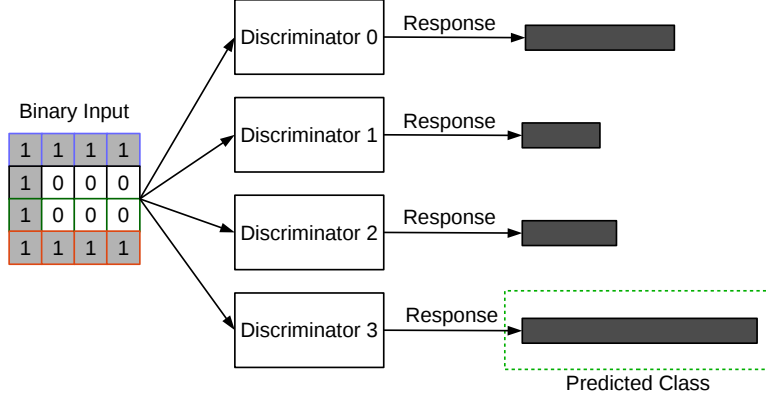 Discriminator 0
Response
Binary Input
1 1 1 1
1 0 0 0
1 0 0 0
1 1 1 1
Discriminator 1
Response
Discriminator 2
Response
Discriminator 3
Response
Predicted Class